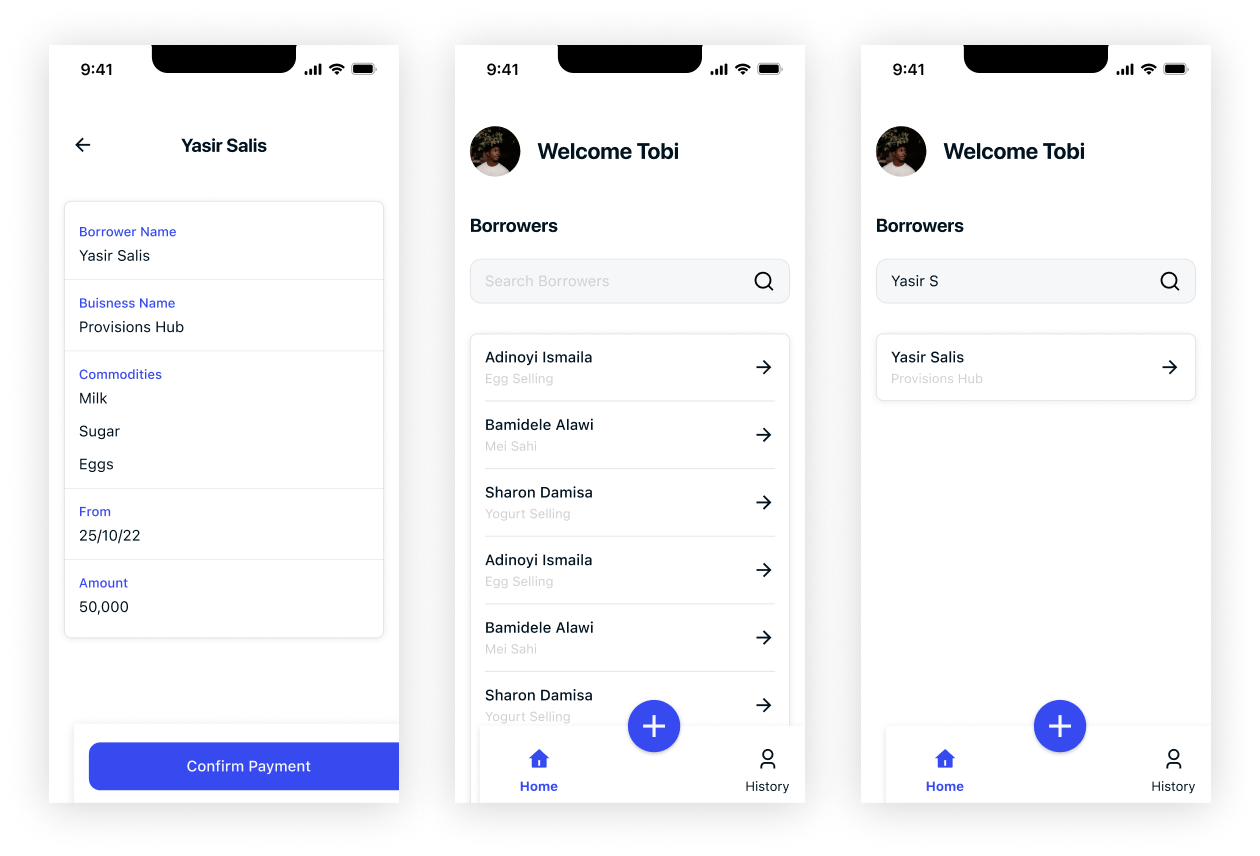 9:41
Yasir Salis
Borrower Name
Yasir Salis
Buisness Name
Provisions Hub
Commodities
Milk
Sugar
Eggs
From
25/10/22
Amount
50,000
Confirm Payment
9:41
Welcome Tobi
Borrowers
Search Borrowers
Adinoyi Ismaila
Egg Selling
Bamidele Alawi
Mei Sahi
Sharon Damisa
Yogurt Selling
Adinoyi Ismaila
Egg Selling
Bamidele Alawi
Mei Sahi
Sharon Damisa
Yogurt Selling
Home
History
9:41
Welcome Tobi
Borrowers
Yasir S
Yasir Salis
Provisions Hub
Home
History